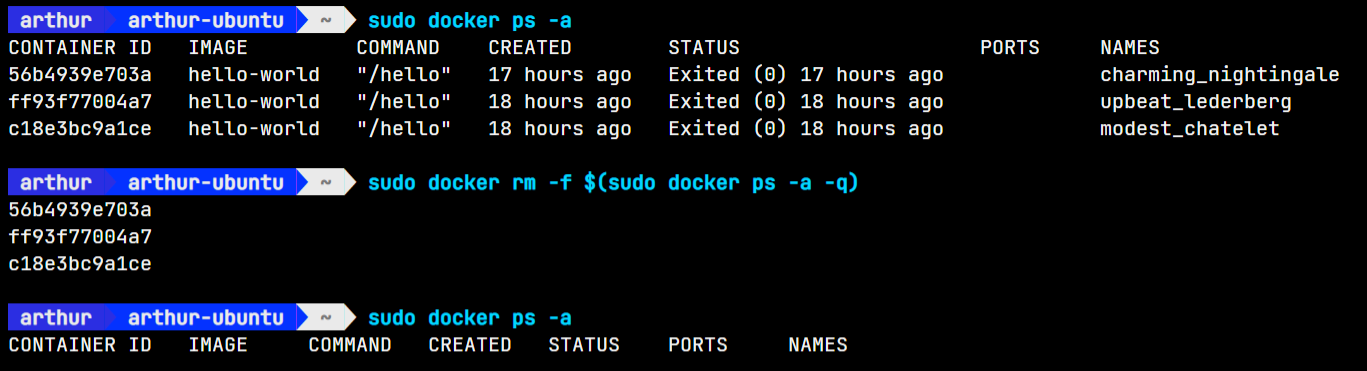 arthur arthur-ubuntu ~ sudo docker ps -a
CONTAINER ID IMAGE COMMAND CREATED STATUS PORTS NAMES
56b4939e703a hello-world "/hello" 17 hours ago Exited (0) 17 hours ago charming_nightingale
ff93f77004a7 hello-world "/hello" 18 hours ago Exited (0) 18 hours ago upbeat_lederberg
c18e3bc9a1ce hello-world "/hello" 18 hours ago Exited (0) 18 hours ago modest_chatelet
arthur arthur-ubuntu ~ sudo docker rm -f $(sudo docker ps -a -q)
56b4939e703a
ff93f77004a7
c18e3bc9a1ce
arthur arthur-ubuntu ~ sudo docker ps -a
CONTAINER ID IMAGE COMMAND CREATED STATUS PORTS NAMES